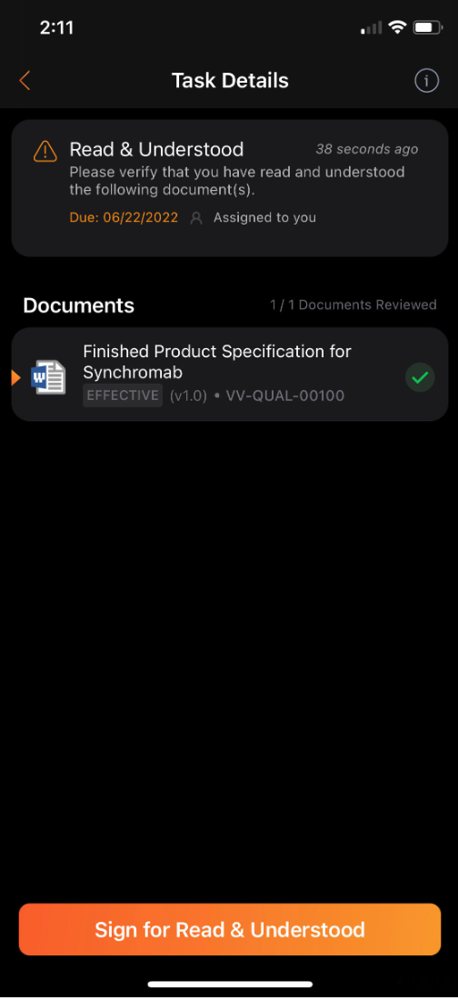 2:11
Task Details
Read & Understood 38 seconds ago
Please verify that you have read and understood
the following document(s).
Due: 06/22/2022 Assigned to you
Documents 1 / 1 Documents Reviewed
Finished Product Specification for
Synchromab
EFFECTIVE (v1.0) • VV-QUAL-00100
Sign for Read & Understood